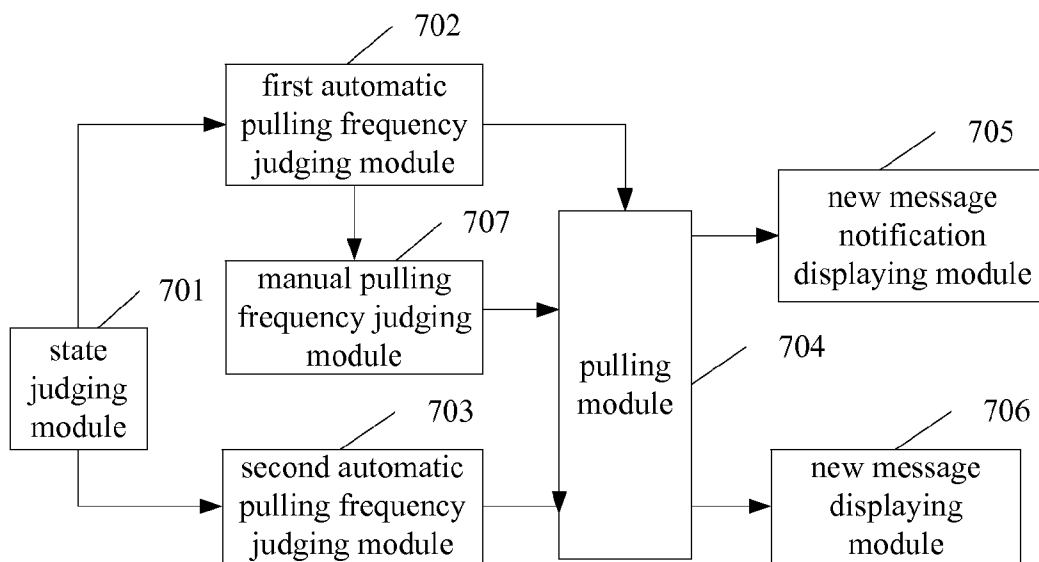 702
first automatic
pulling frequency
judging module
705
new message
notification
displaying module
707
manual pulling
frequency judging
module
701
state
judging
module
704
pulling
module
703
second automatic
pulling frequency
judging module
706
new message
displaying
module